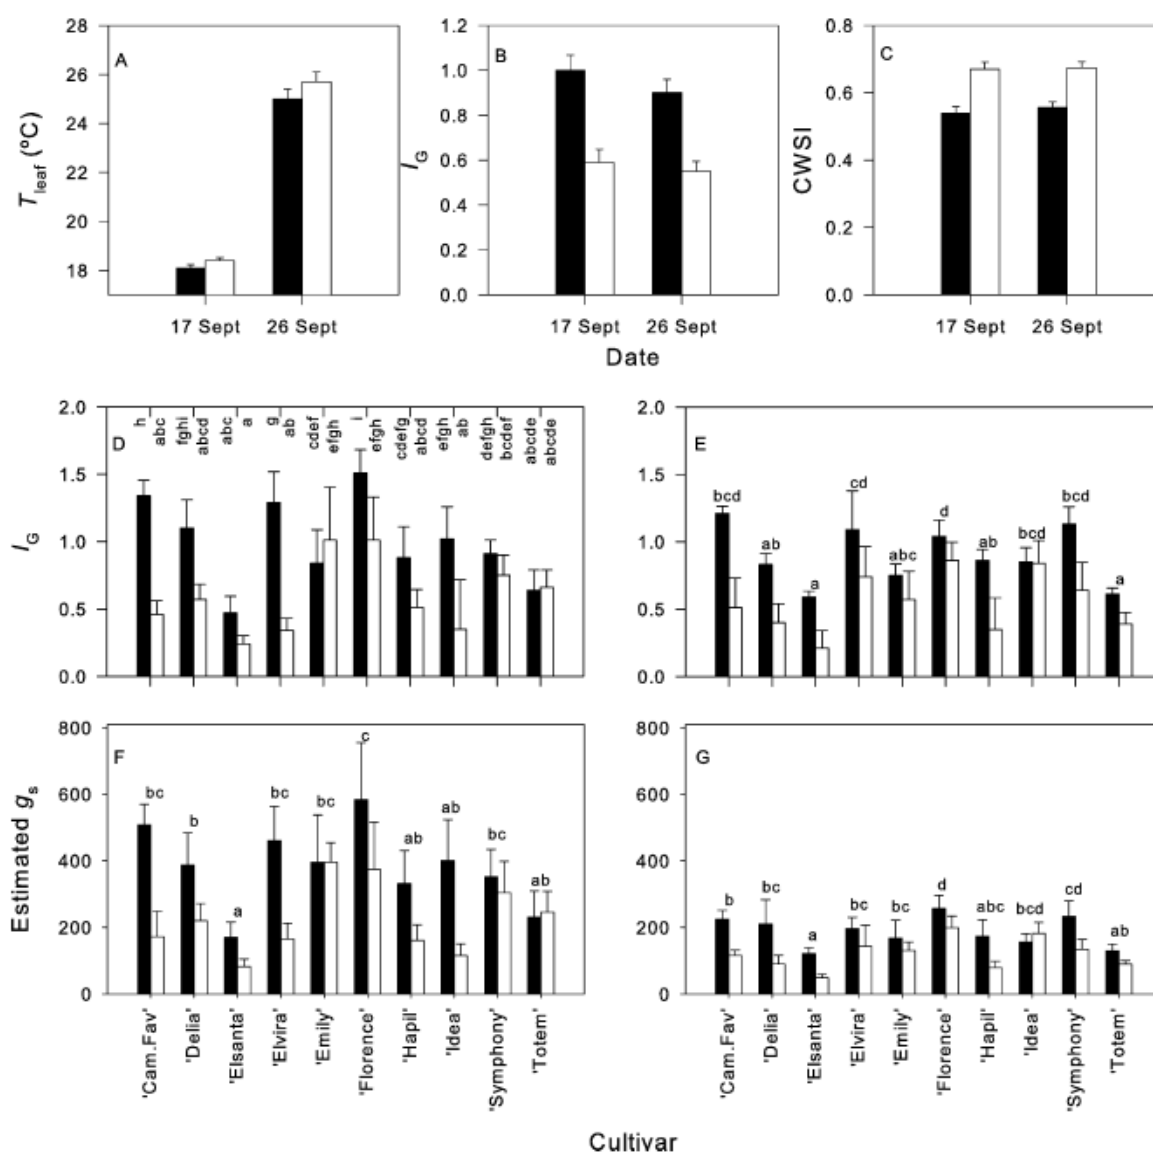 A
B
C
T leaf (ºC)
28
26
24
22
20
18
17 Sept 26 Sept
I G
1.2
1.0
0.8
0.6
0.4
0.2
0.0
17 Sept 26 Sept
CWSI
0.8
0.6
0.4
0.2
0.0
17 Sept 26 Sept
Date
D
I G
2.0
1.5
1.0
0.5
0.0
h abc fghi abcd abc a g ab cdef efgh i efgh cdefg abcd efgh ab defgh bcdef abcde abcde
E
2.0
1.5
1.0
0.5
0.0
bcd ab a cd abc d ab bcd bcd a
F
Estimated g s
800
600
400
200
0
bc b a bc bc c ab ab bc ab
'Cam.Fav' 'Delia' 'Elsanta' 'Elvira' 'Emily' 'Florence' 'Hapil' 'Idea' 'Symphony' 'Totem'
G
800
600
400
200
0
b bc a bc bc d abc bcd cd ab
'Cam.Fav' 'Delia' 'Elsanta' 'Elvira' 'Emily' 'Florence' 'Hapil' 'Idea' 'Symphony' 'Totem'
Cultivar